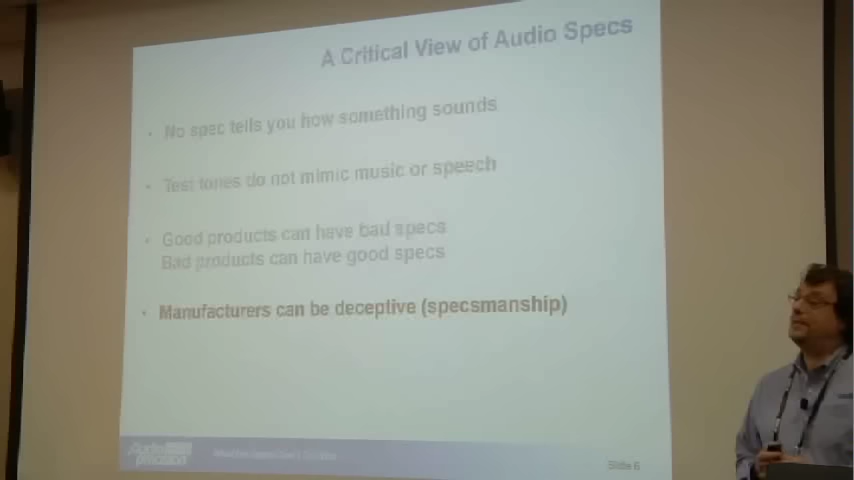 A Critical View of Audio Specs
• No spec tells you how something sounds
• Test tones do not mimic music or speech
• Good products can have bad specs
Bad products can have good specs
• Manufacturers can be deceptive (specsmanship)
Audio
precision
Slide 6